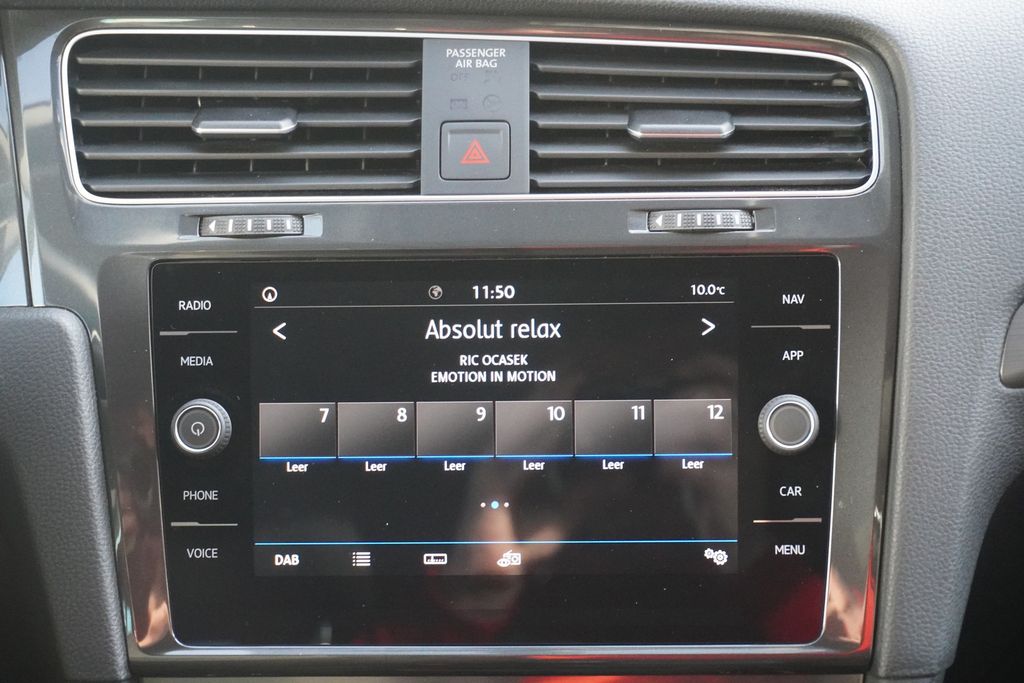 PASSENGER
AIR BAG
OFF
11:50
10.0°C
RADIO
MEDIA
PHONE
VOICE
Absolut relax
RIC OCASEK
EMOTION IN MOTION
7 8 9 10 11 12
Leer Leer Leer Leer Leer Leer
DAB
NAV
APP
CAR
MENU